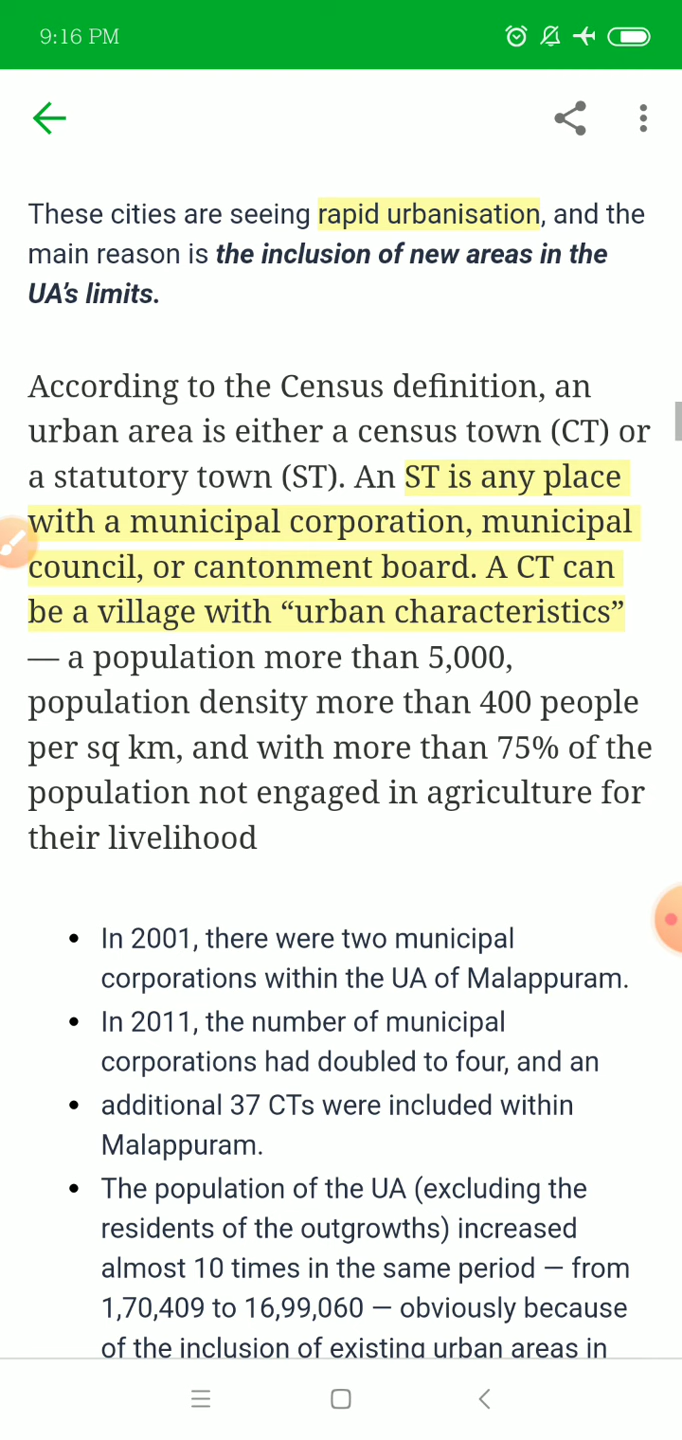 9:16 PM
These cities are seeing rapid urbanisation, and the
main reason is the inclusion of new areas in the
UA's limits.
According to the Census definition, an
urban area is either a census town (CT) or
a statutory town (ST). An ST is any place
with a municipal corporation, municipal
council, or cantonment board. A CT can
be a village with “urban characteristics”
— a population more than 5,000,
population density more than 400 people
per sq km, and with more than 75% of the
population not engaged in agriculture for
their livelihood
• In 2001, there were two municipal
corporations within the UA of Malappuram.
• In 2011, the number of municipal
corporations had doubled to four, and an
• additional 37 CTs were included within
Malappuram.
• The population of the UA (excluding the
residents of the outgrowths) increased
almost 10 times in the same period — from
1,70,409 to 16,99,060 — obviously because
of the inclusion of existing urban areas in